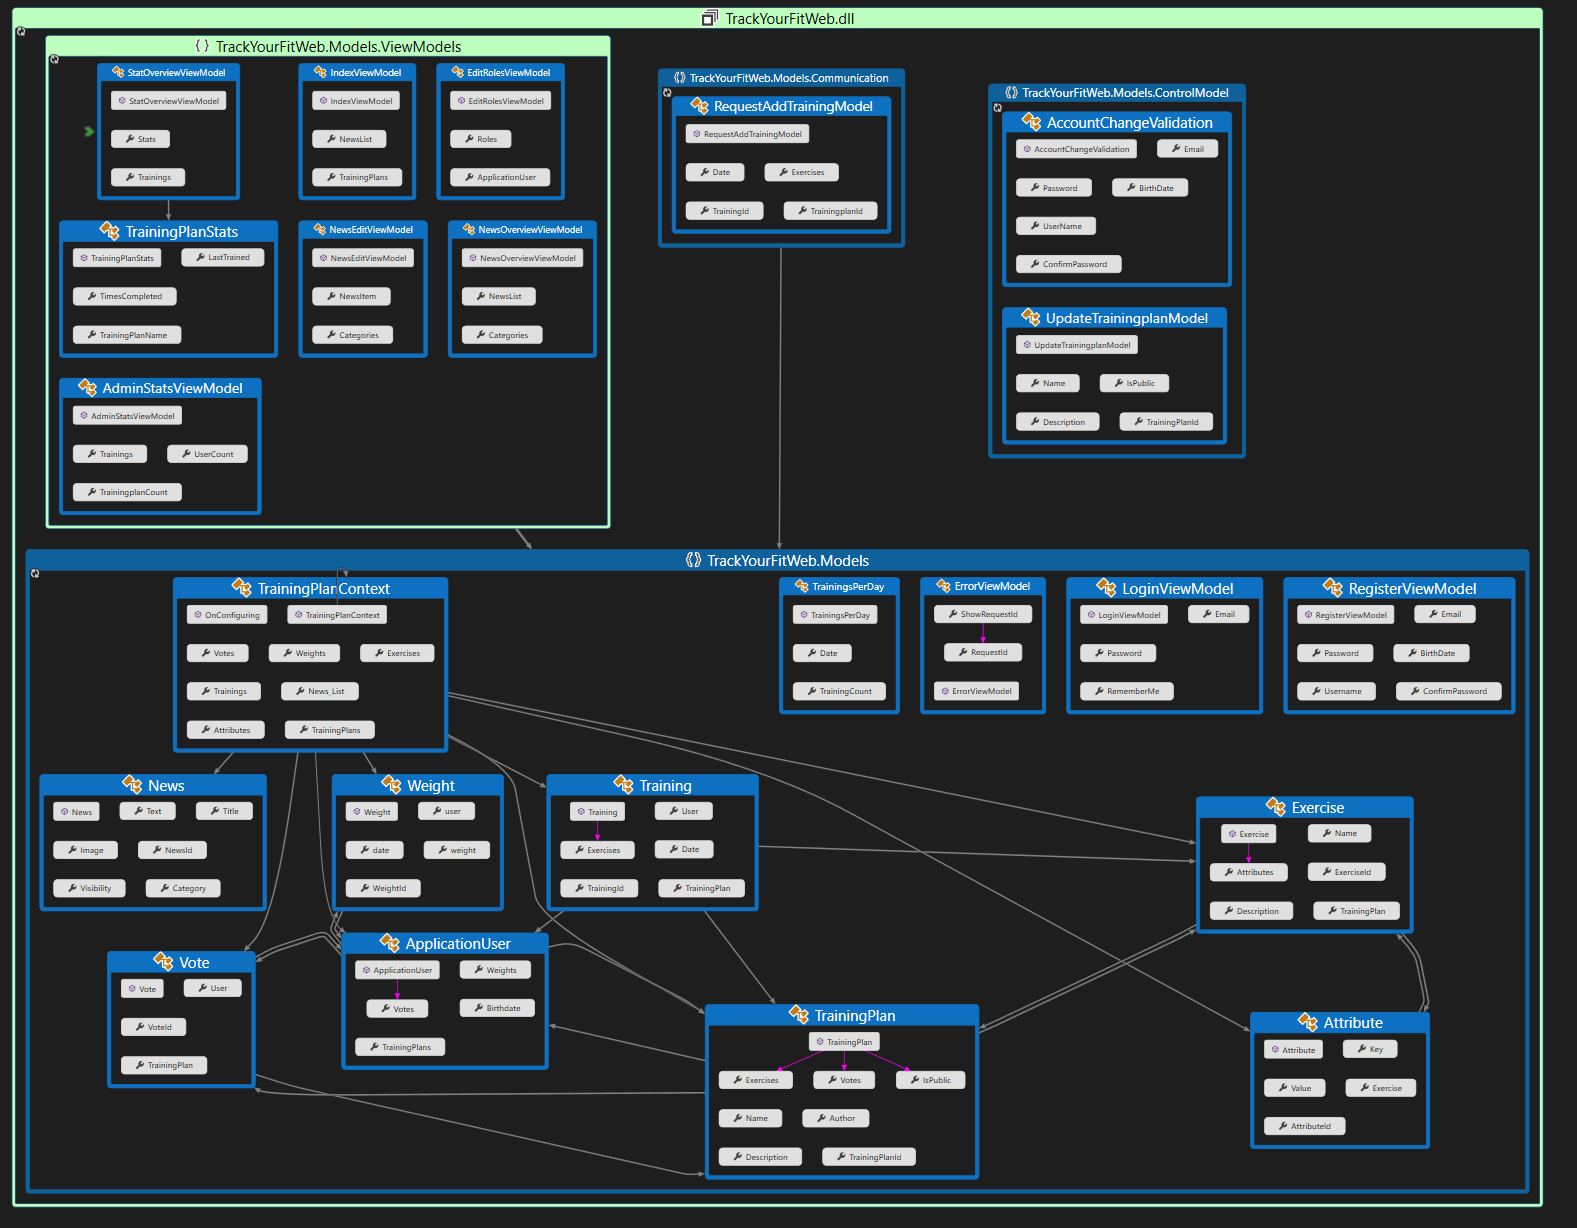 TrackYourFitWeb.dll
TrackYourFitWeb.Models.ViewModels
StatOverviewViewModel
StatOverviewViewModel
Stats
Trainings
IndexViewModel
IndexViewModel
NewsList
TrainingPlans
EditRolesViewModel
EditRolesViewModel
Roles
ApplicationUser
TrainingPlanStats
TrainingPlanStats
LastTrained
TimesCompleted
TrainingPlanName
NewsEditViewModel
NewsEditViewModel
NewsItem
Categories
NewsOverviewViewModel
NewsOverviewViewModel
NewsList
Categories
AdminStatsViewModel
AdminStatsViewModel
Trainings
UserCount
TrainingplanCount
TrackYourFitWeb.Models.Communication
RequestAddTrainingModel
RequestAddTrainingModel
Date
Exercises
TrainingId
TrainingplanId
TrackYourFitWeb.Models.ControlModel
AccountChangeValidation
AccountChangeValidation
Email
Password
BirthDate
UserName
ConfirmPassword
UpdateTrainingplanModel
UpdateTrainingplanModel
Name
IsPublic
Description
TrainingPlanId
TrackYourFitWeb.Models
TrainingPlanContext
OnConfiguring
TrainingPlanContext
Votes
Weights
Exercises
Trainings
News_List
Attributes
TrainingPlans
TrainingsPerDay
TrainingsPerDay
Date
TrainingCount
ErrorViewModel
ShowRequestId
RequestId
ErrorViewModel
LoginViewModel
LoginViewModel
Email
Password
RememberMe
RegisterViewModel
RegisterViewModel
Email
Password
BirthDate
Username
ConfirmPassword
News
News
Text
Title
Image
NewsId
Visibility
Category
Weight
Weight
user
date
weight
WeightId
Training
Training
User
Exercises
Date
TrainingId
TrainingPlan
Exercise
Exercise
Name
Attributes
ExerciseId
Description
TrainingPlan
Vote
Vote
User
VoteId
TrainingPlan
ApplicationUser
ApplicationUser
Weights
Votes
Birthdate
TrainingPlans
TrainingPlan
TrainingPlan
Exercises
Votes
IsPublic
Name
Author
Description
TrainingPlanId
Attribute
Attribute
Key
Value
Exercise
AttributeId